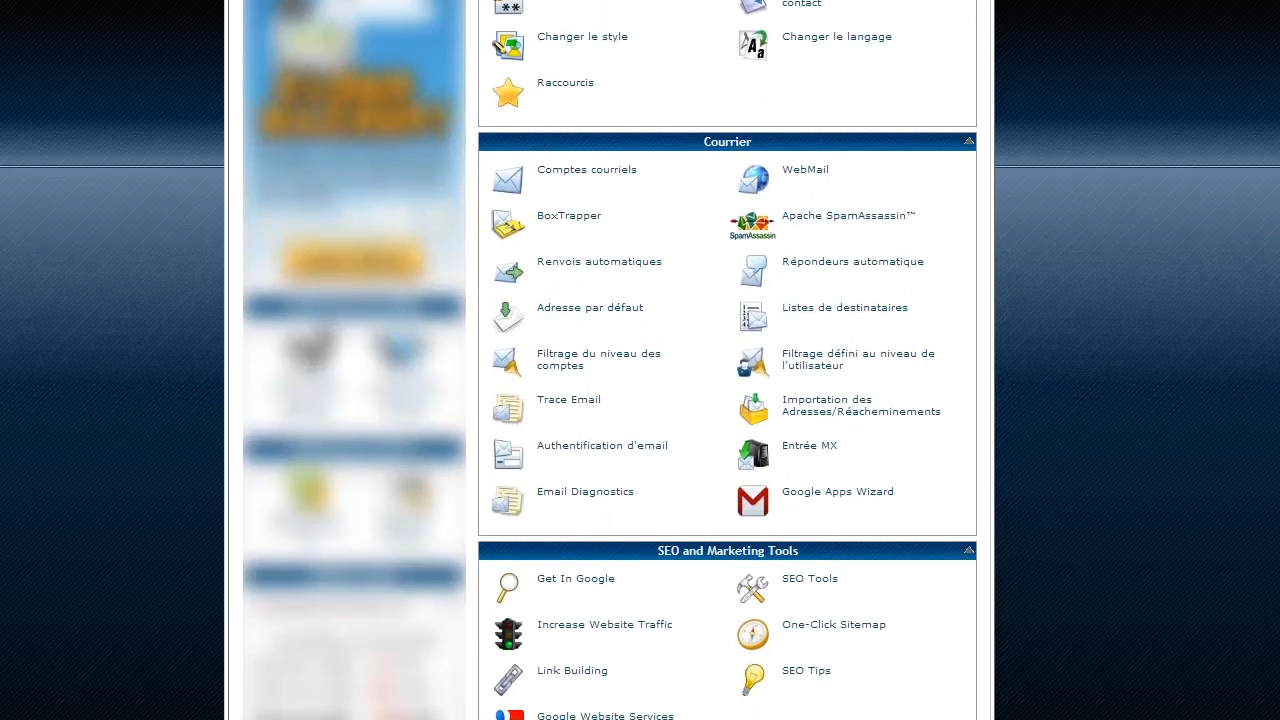 contact
Changer le style
Changer le langage
Raccourcis
Courrier
Comptes courriels
WebMail
BoxTrapper
SpamAssassin
Apache SpamAssassin™
Renvois automatiques
Répondeurs automatique
Adresse par défaut
Listes de destinataires
Filtrage du niveau des
comptes
Filtrage défini au niveau de
l'utilisateur
Trace Email
Importation des
Adresses/Réacheminements
Authentification d'email
Entrée MX
Email Diagnostics
Google Apps Wizard
SEO and Marketing Tools
Get In Google
SEO Tools
Increase Website Traffic
One-Click Sitemap
Link Building
SEO Tips
Google Website Services